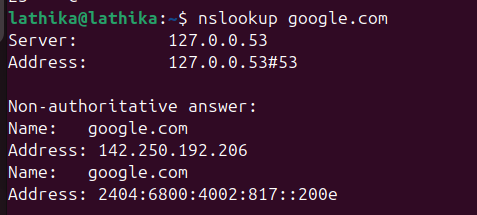 lathika@lathika:~$ nslookup google.com
Server:         127.0.0.53
Address:        127.0.0.53#53

Non-authoritative answer:
Name:   google.com
Address: 142.250.192.206
Name:   google.com
Address: 2404:6800:4002:817::200e